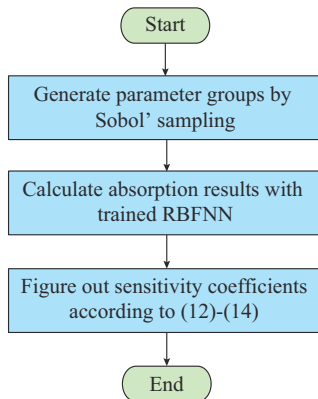 Start
Generate parameter groups by
Sobol' sampling
Calculate absorption results with
trained RBFNN
Figure out sensitivity coefficients
according to (12)-(14)
End